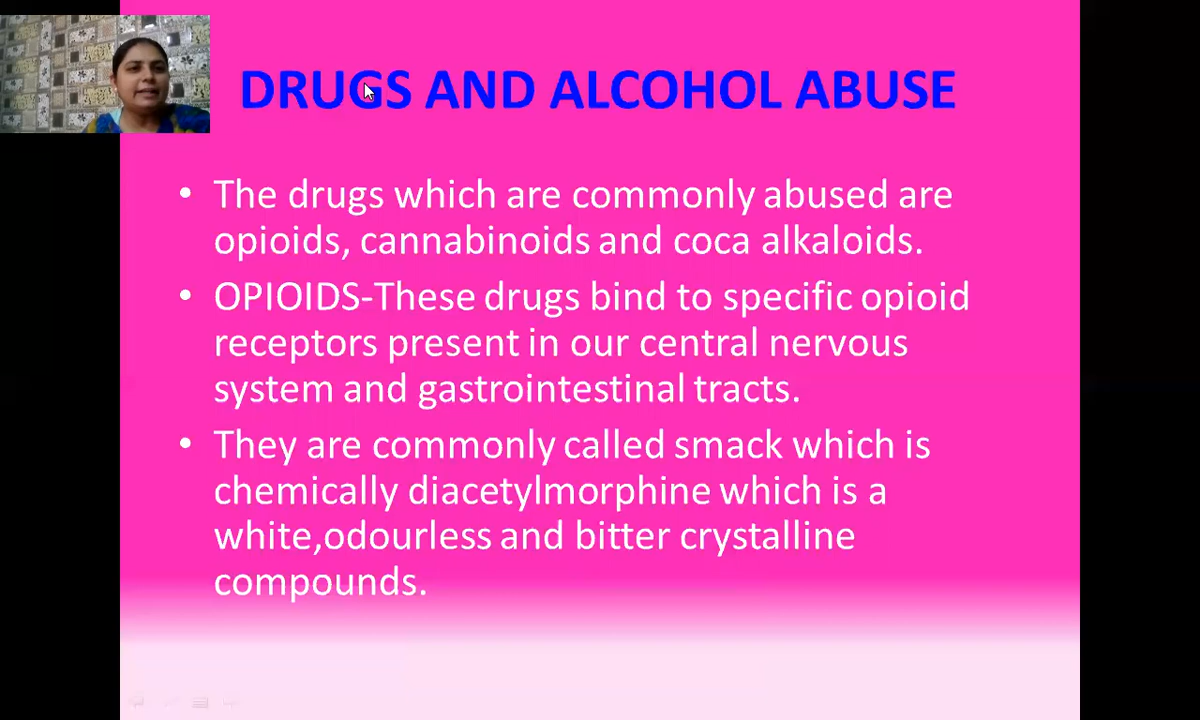 DRUGS AND ALCOHOL ABUSE
• The drugs which are commonly abused are
opioids, cannabinoids and coca alkaloids.
• OPIOIDS-These drugs bind to specific opioid
receptors present in our central nervous
system and gastrointestinal tracts.
• They are commonly called smack which is
chemically diacetylmorphine which is a
white,odourless and bitter crystalline
compounds.